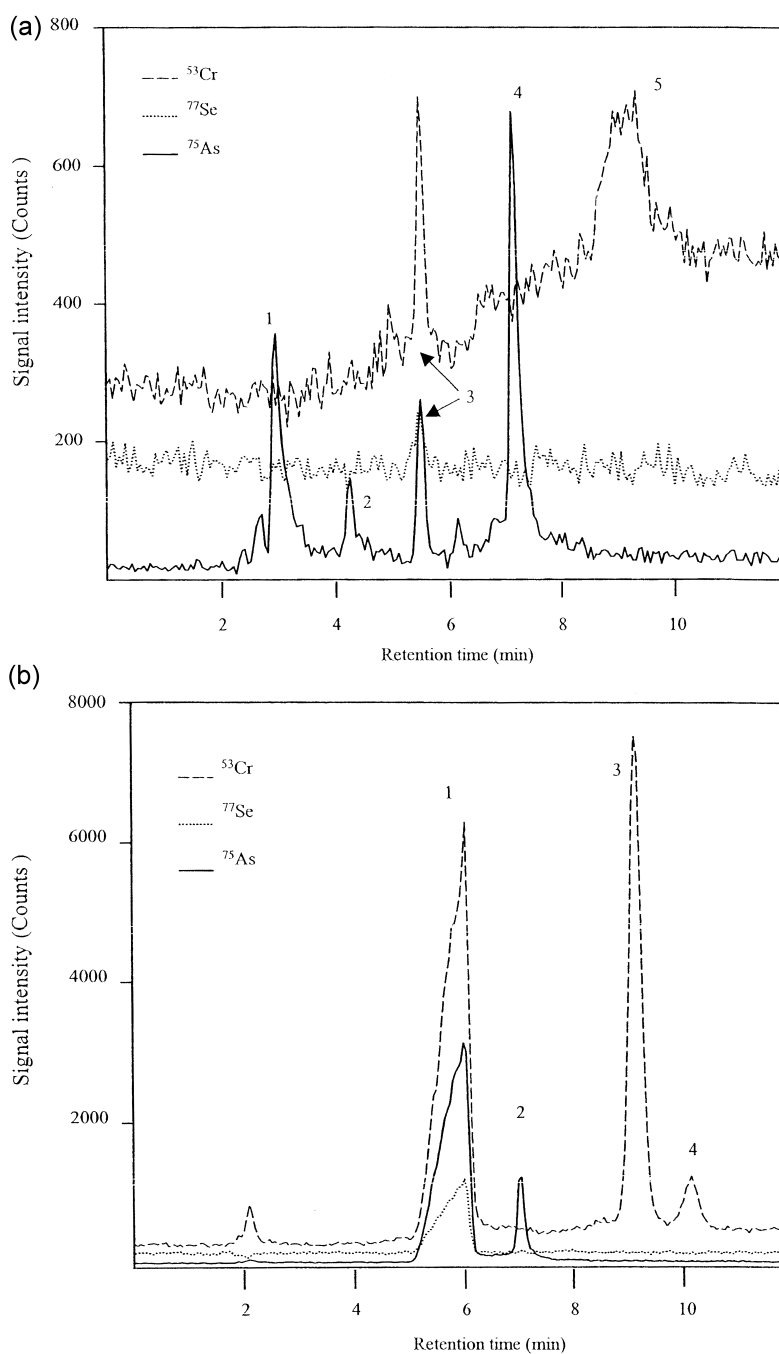 (a)
800
600
400
200
Signal intensity (Counts )
⁵³Cr
⁷⁷Se
⁷⁵As
1
2
3
4
5
2 4 6 8 10
Retention time (min)
(b)
8000
6000
4000
2000
Signal intensity (Counts )
⁵³Cr
⁷⁷Se
⁷⁵As
1
2
3
4
2 4 6 8 10
Retention time (min)